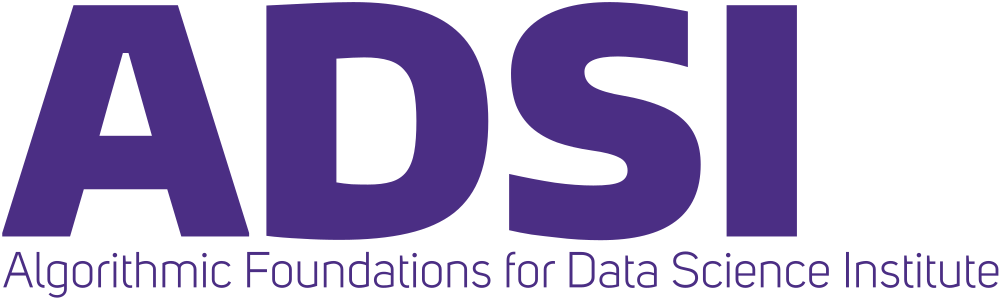 ADSI
Algorithmic Foundations for Data Science Institute